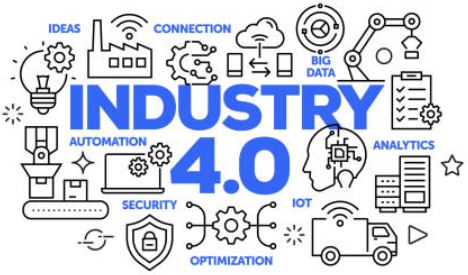 IDEAS
CONNECTION
BIG
DATA
INDUSTRY
4.0
AUTOMATION
ANALYTICS
SECURITY
IOT
OPTIMIZATION